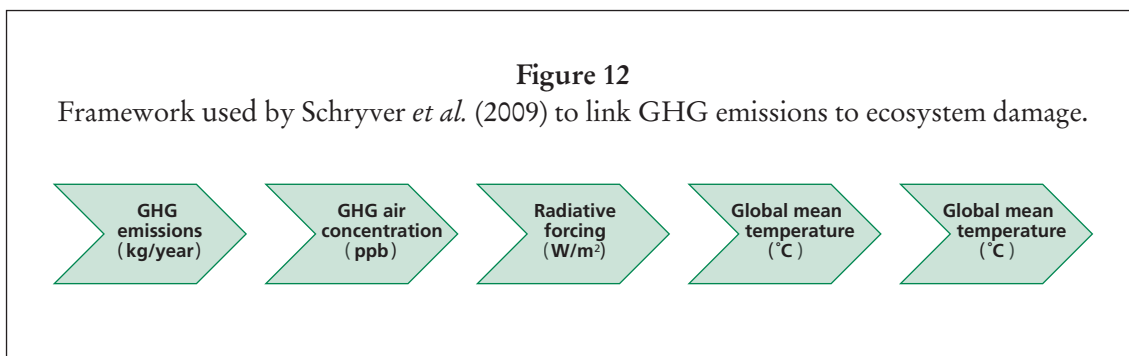 Figure 12
Framework used by Schryver et al. (2009) to link GHG emissions to ecosystem damage.
GHG
emissions
(kg/year)
GHG air
concentration
(ppb)
Radiative
forcing
(W/m²)
Global mean
temperature
(˚C)
Global mean
temperature
(˚C)